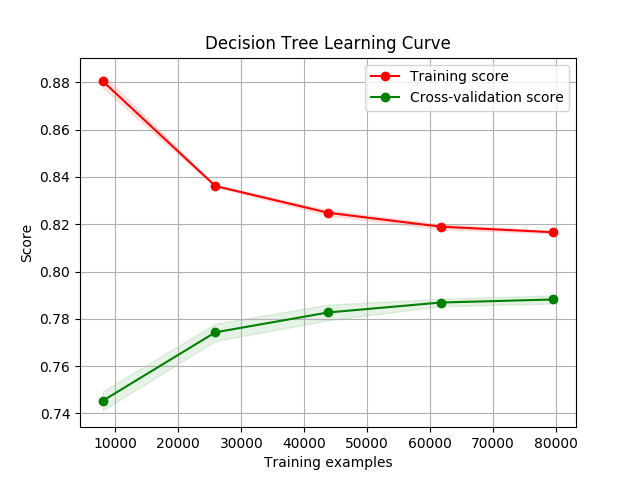 Decision Tree Learning Curve
Training score
Cross-validation score
Score
0.88
0.86
0.84
0.82
0.80
0.78
0.76
0.74
10000 20000 30000 40000 50000 60000 70000 80000
Training examples